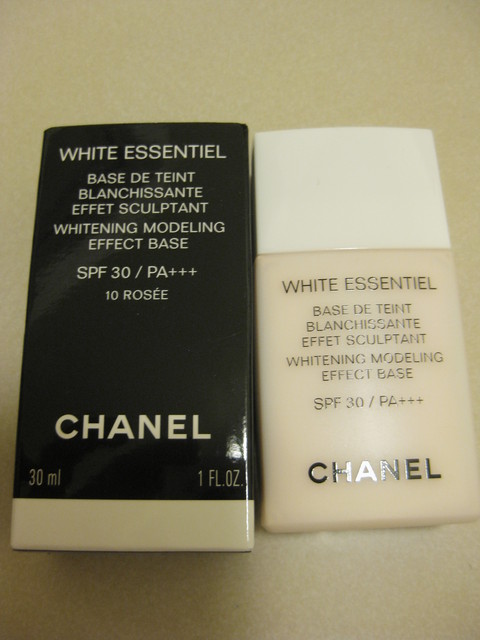 WHITE ESSENTIEL
BASE DE TEINT
BLANCHISSANTE
EFFET SCULPTANT
WHITENING MODELING
EFFECT BASE
SPF 30 / PA+++
10 ROSÉE
CHANEL
30 ml 1 FL.OZ.
WHITE ESSENTIEL
BASE DE TEINT
BLANCHISSANTE
EFFET SCULPTANT
WHITENING MODELING
EFFECT BASE
SPF 30 / PA+++
CHANEL